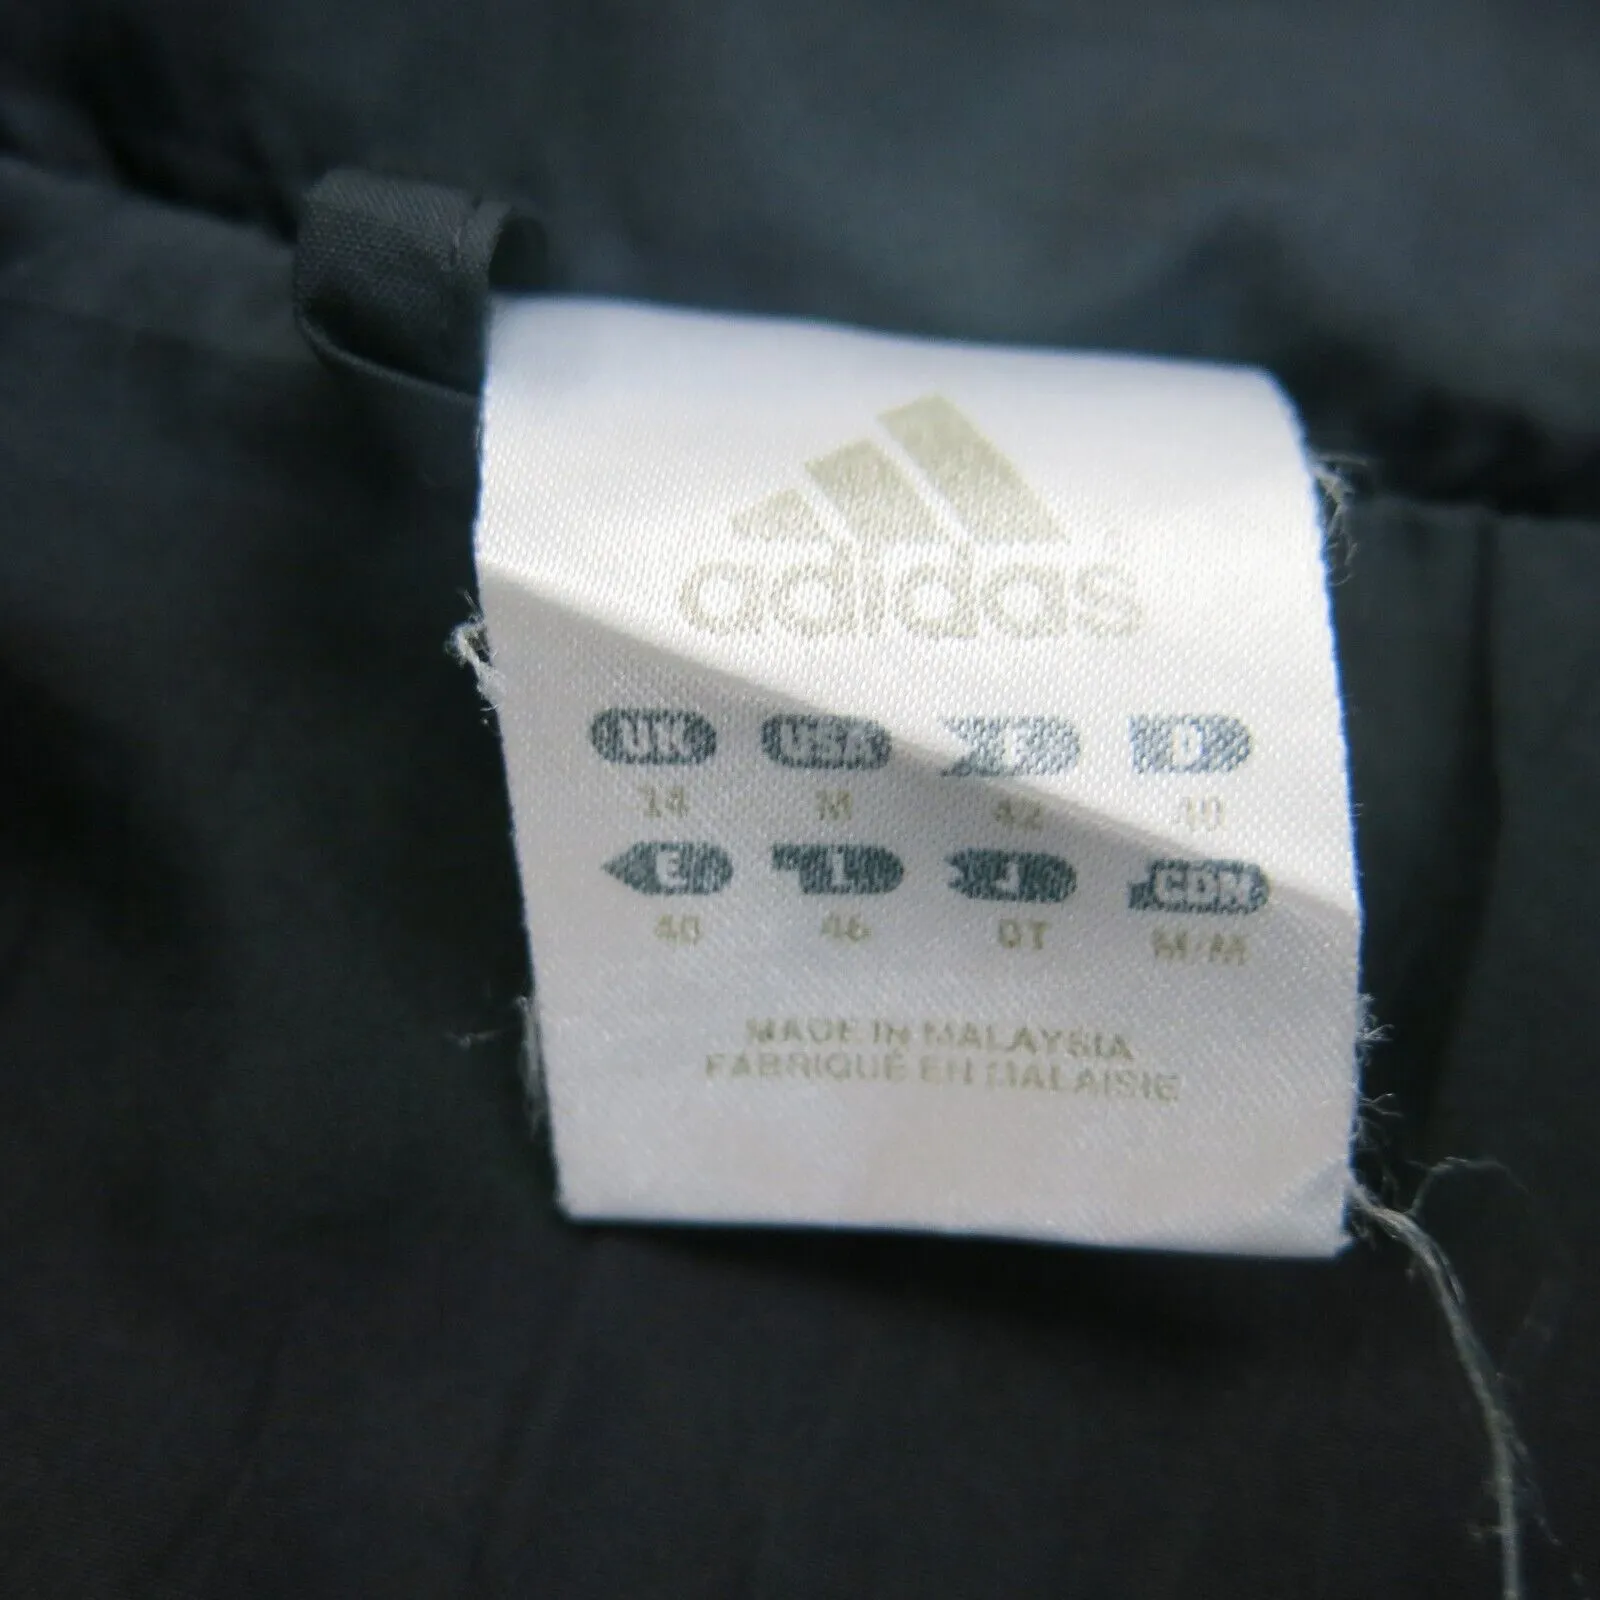 adidas
UK USA F D
14 M 42 40
E I J CDN
40 46 OT M/M
MADE IN MALAYSIA
FABRIQUÉ EN MALAISIE